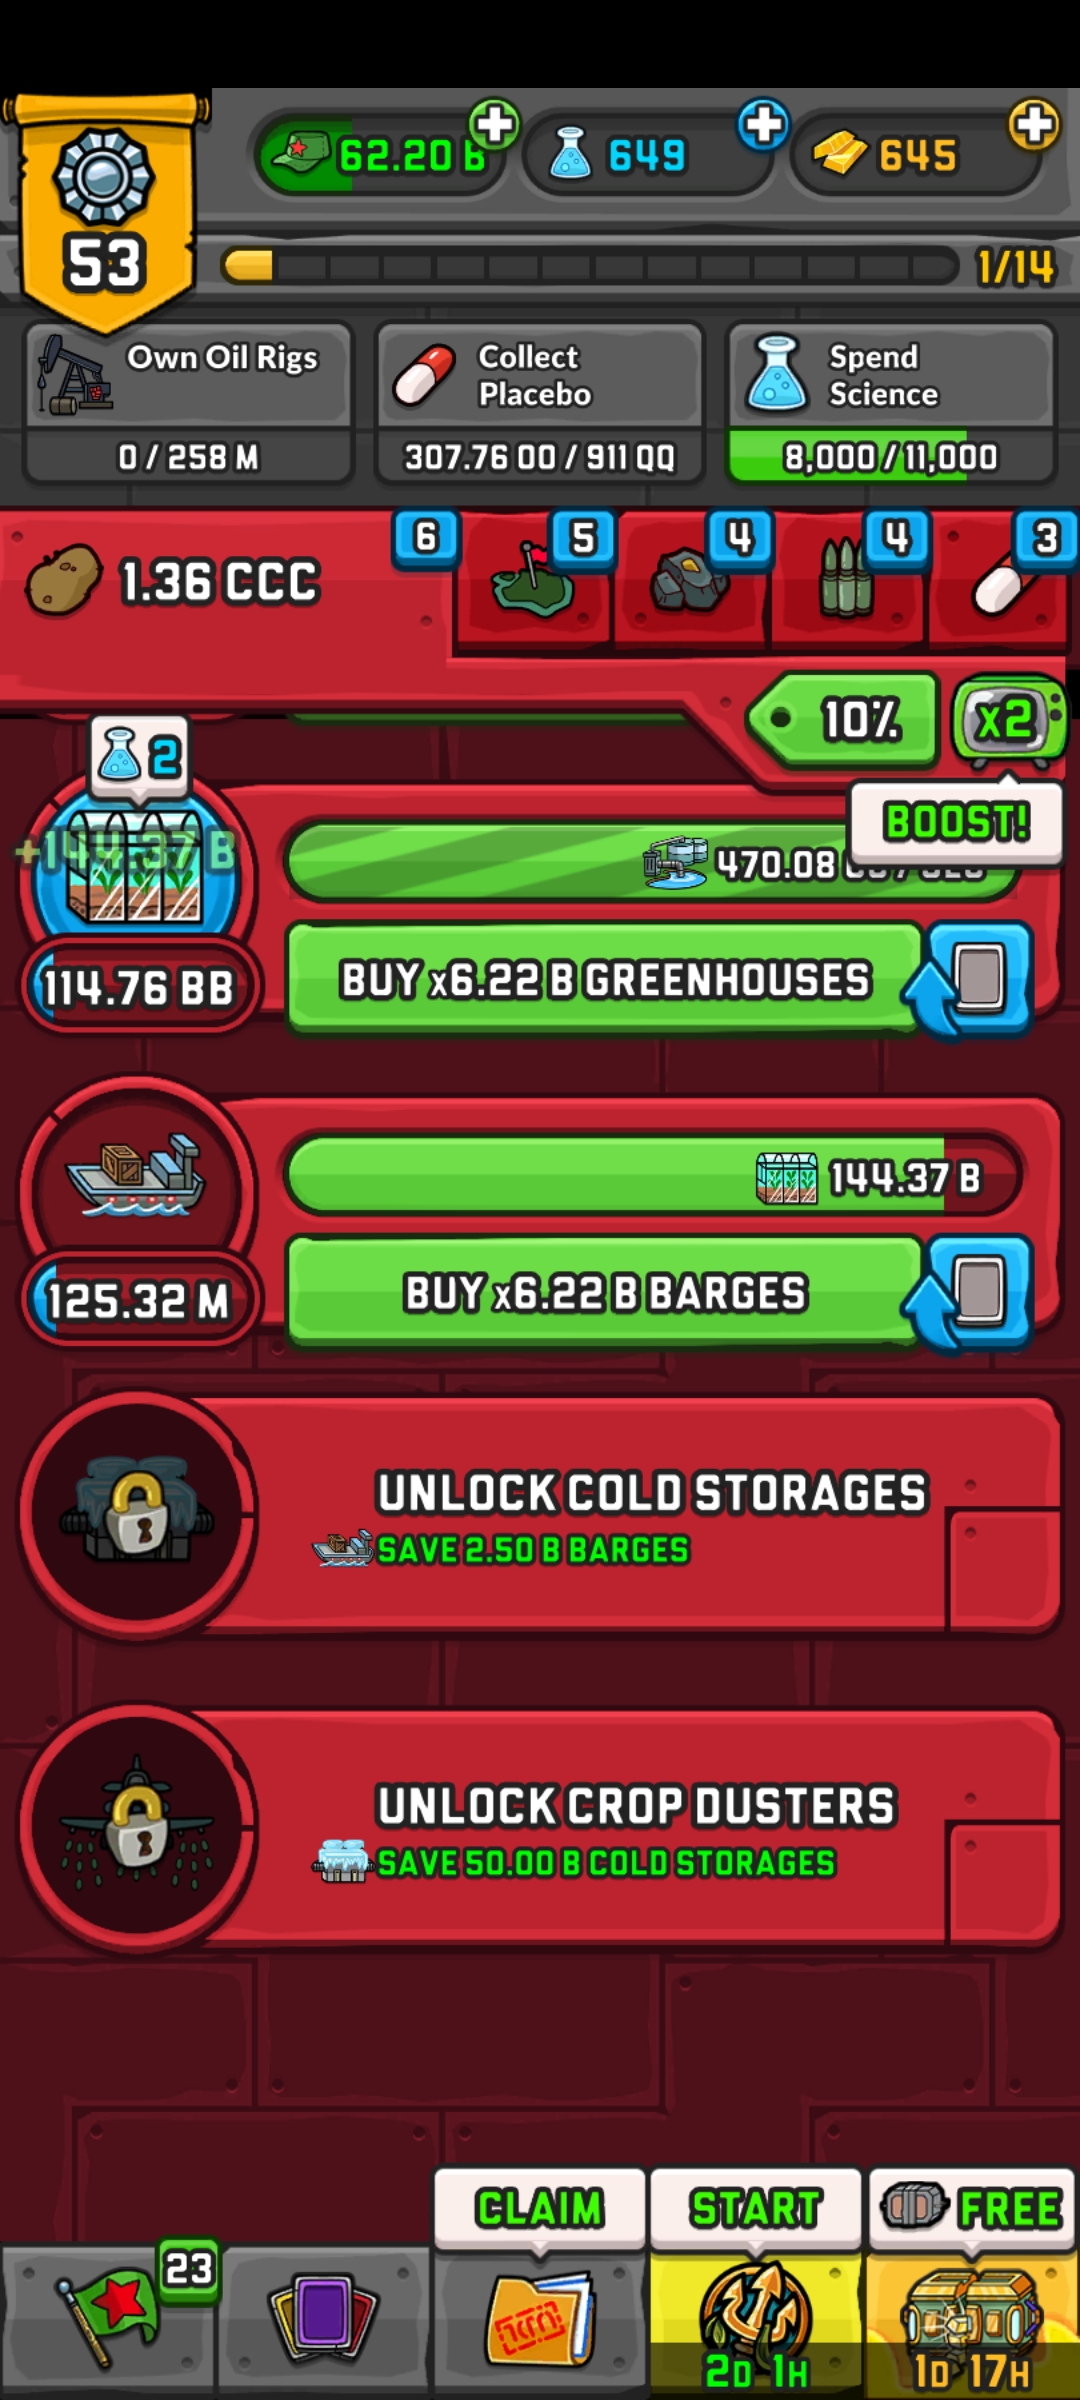 62.20 B
649
645
53
1/14
Own Oil Rigs
0 / 258 M
Collect
Placebo
307.76 OO / 911 QQ
Spend
Science
8,000 / 11,000
1.36 CCC
6
5
4
4
3
10%
x2
BOOST!
2
+144.37 B
470.08
114.76 BB
BUY x6.22 B GREENHOUSES
144.37 B
125.32 M
BUY x6.22 B BARGES
UNLOCK COLD STORAGES
SAVE 2.50 B BARGES
UNLOCK CROP DUSTERS
SAVE 50.00 B COLD STORAGES
CLAIM
START
FREE
23
2D 1H
1D 17H